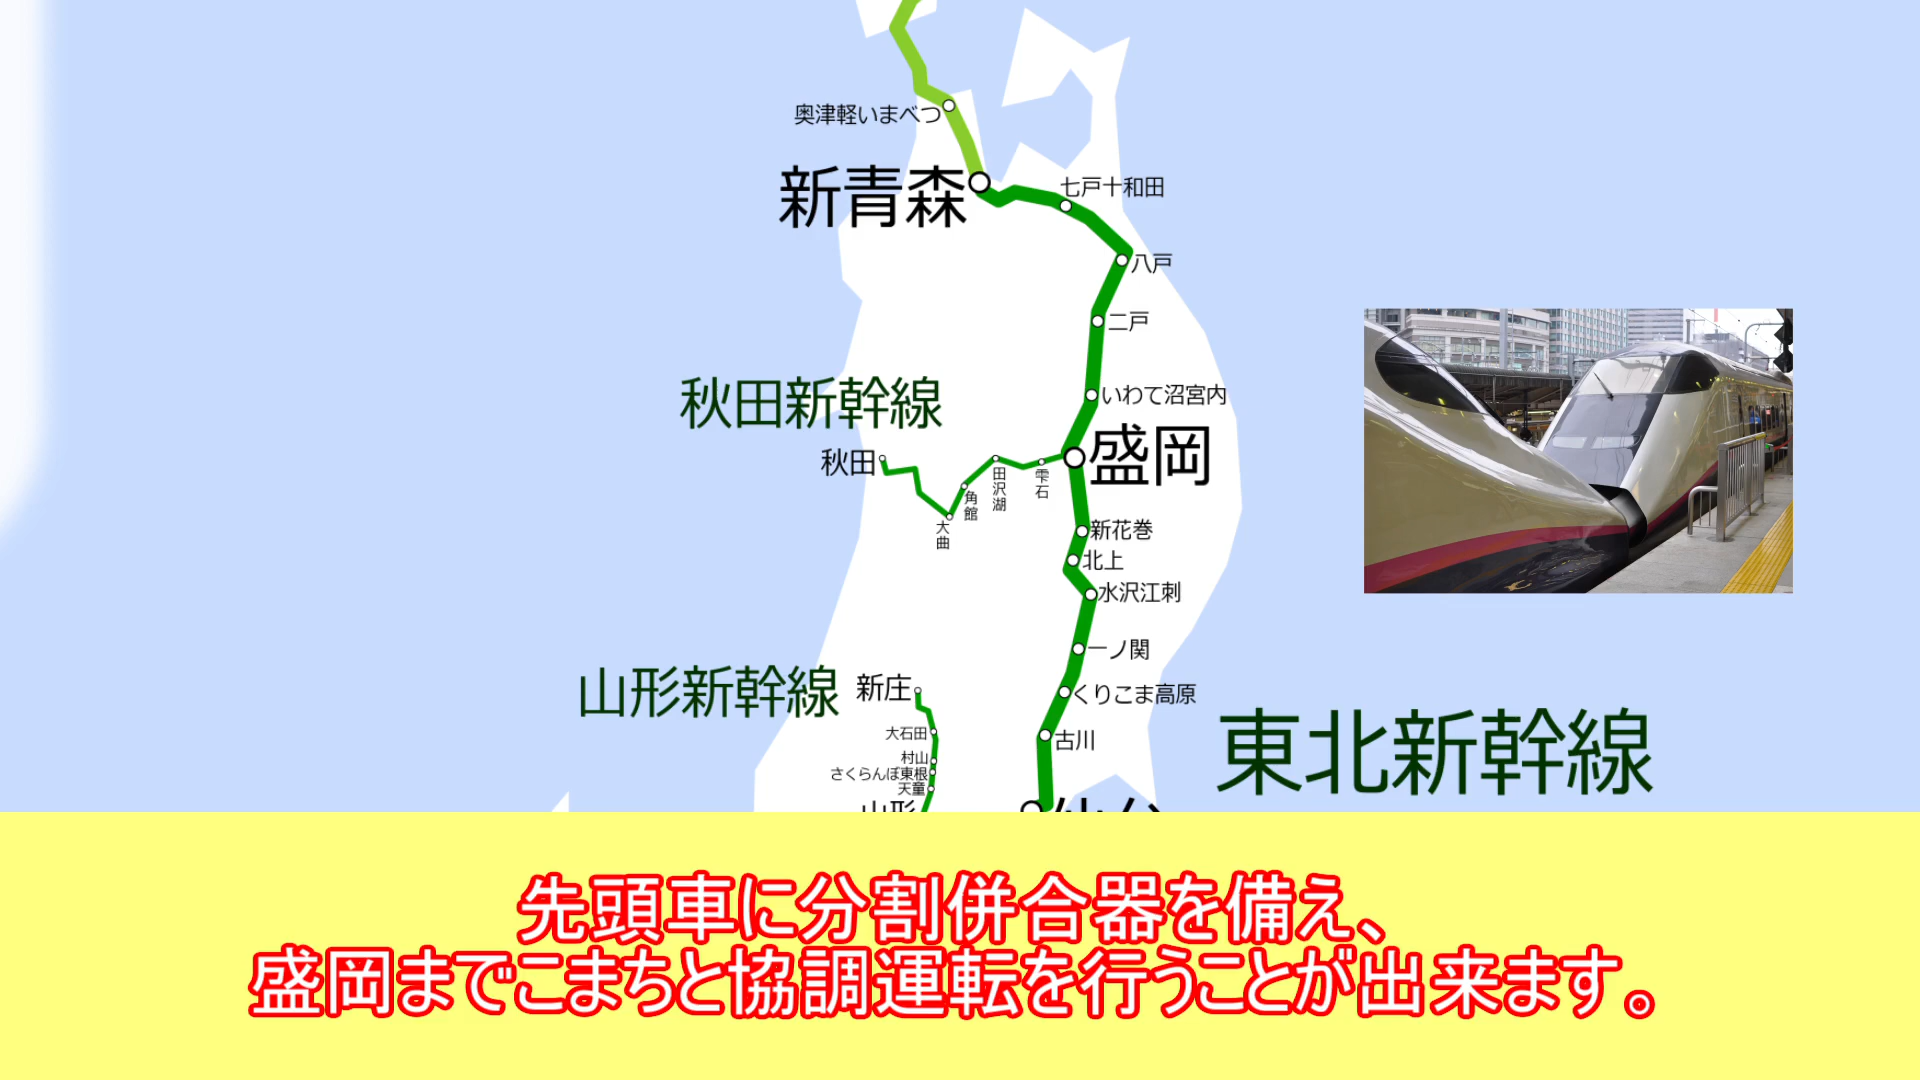 奥津軽いまべつ
新青森
七戸十和田
八戸
二戸
いわて沼宮内
秋田新幹線
盛岡
秋田
雫石
田沢湖
角館
大曲
新花巻
北上
水沢江刺
一ノ関
山形新幹線
新庄
くりこま高原
大石田
古川
東北新幹線
村山
さくらんぼ東根
天童
山形
仙台
先頭車に分割併合器を備え、
盛岡までこまちと協調運転を行うことが出来ます。